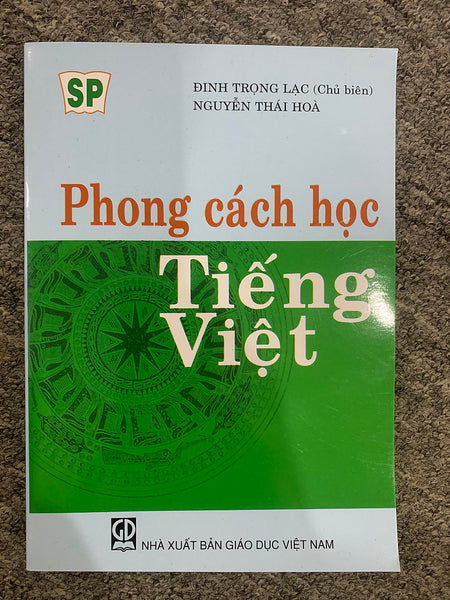 SP
ĐINH TRỌNG LẠC (Chủ biên)
NGUYỄN THÁI HOÀ
Phong cách học
Tiếng
Việt
GD
NHÀ XUẤT BẢN GIÁO DỤC VIỆT NAM